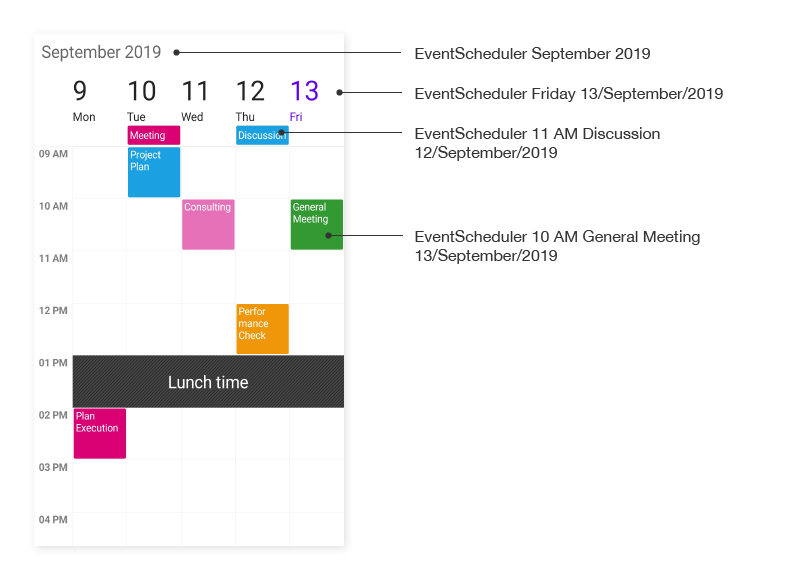 September 2019
EventScheduler September 2019
9 10 11 12 13
EventScheduler Friday 13/September/2019
Mon Tue Wed Thu Fri
Meeting Discussion
EventScheduler 11 AM Discussion
12/September/2019
09 AM
Project
Plan
10 AM
Consulting
General
Meeting
EventScheduler 10 AM General Meeting
13/September/2019
11 AM
12 PM
Perfor
mance
Check
01 PM
Lunch time
02 PM
Plan
Execution
03 PM
04 PM